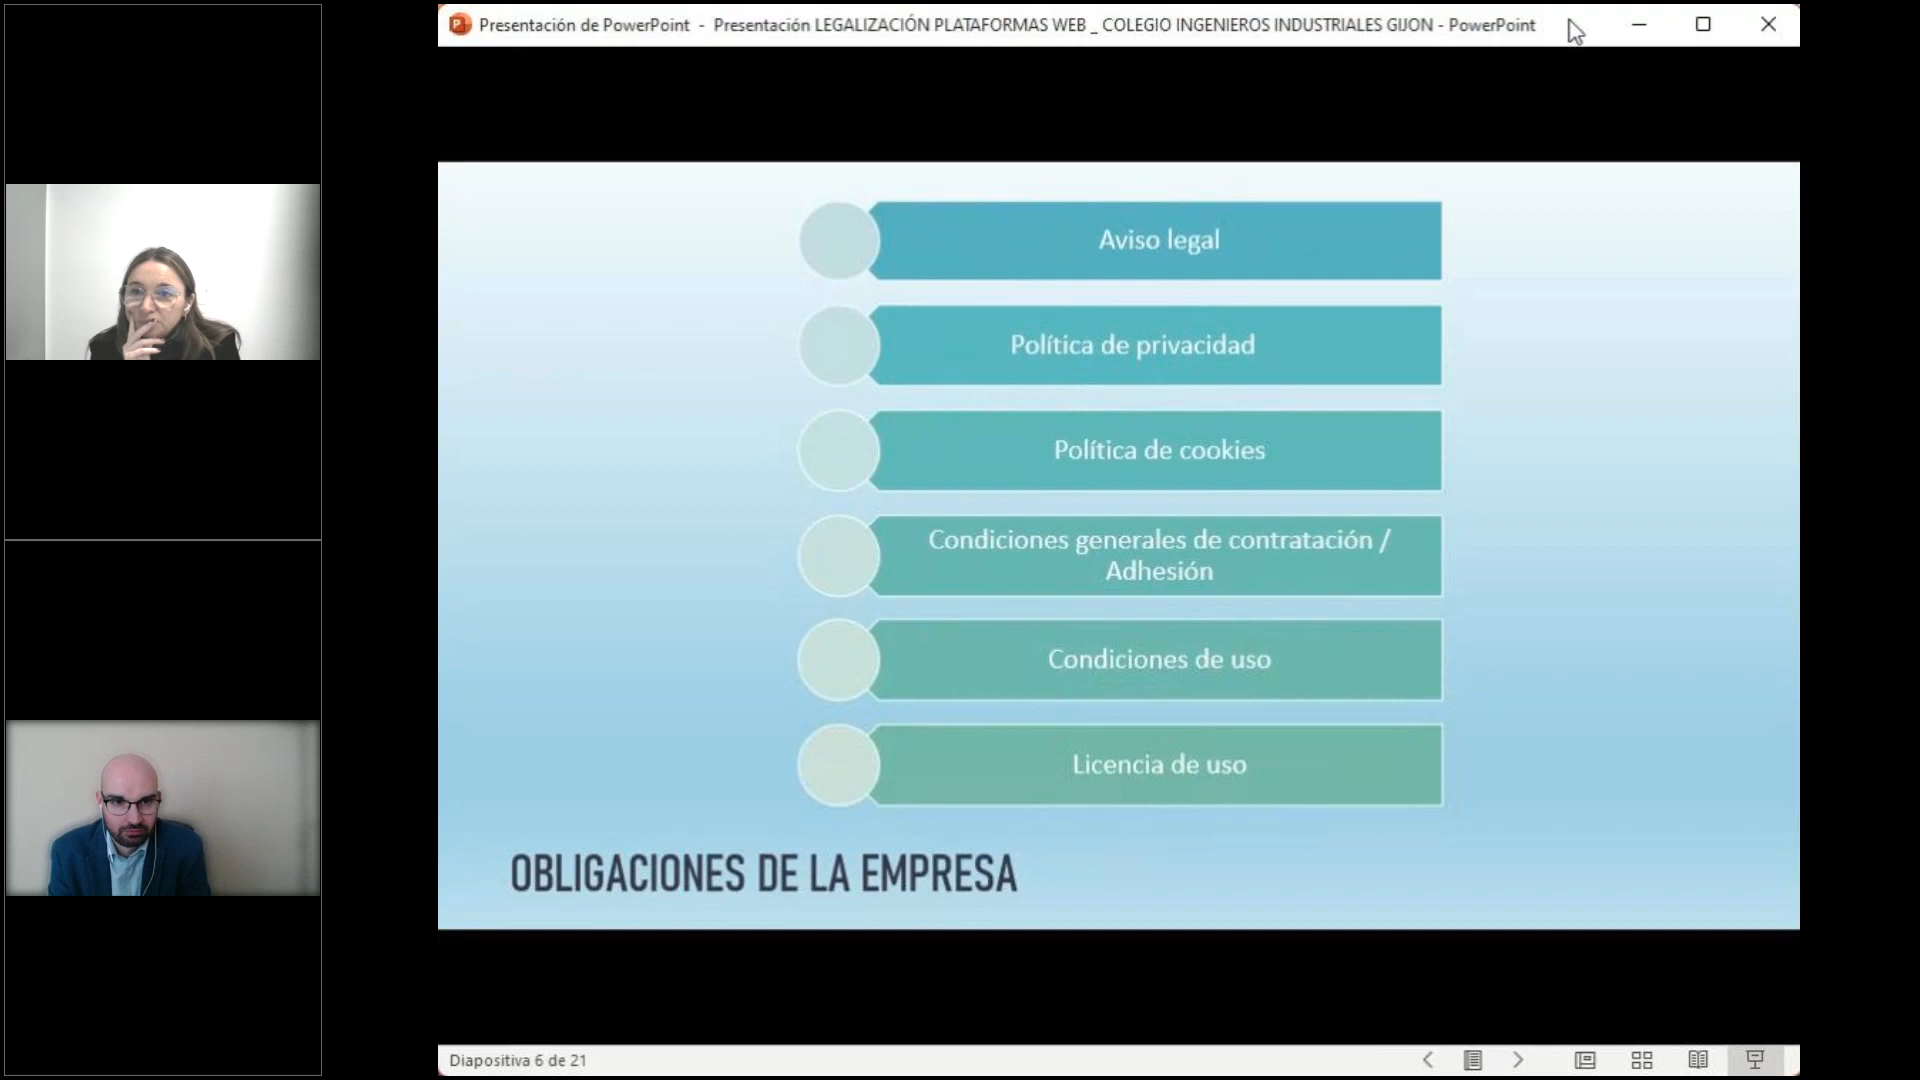 Presentación de PowerPoint - Presentación LEGALIZACIÓN PLATAFORMAS WEB _ COLEGIO INGENIEROS INDUSTRIALES GIJON - PowerPoint
Aviso legal
Política de privacidad
Política de cookies
Condiciones generales de contratación /
Adhesión
Condiciones de uso
Licencia de uso
OBLIGACIONES DE LA EMPRESA
Diapositiva 6 de 21